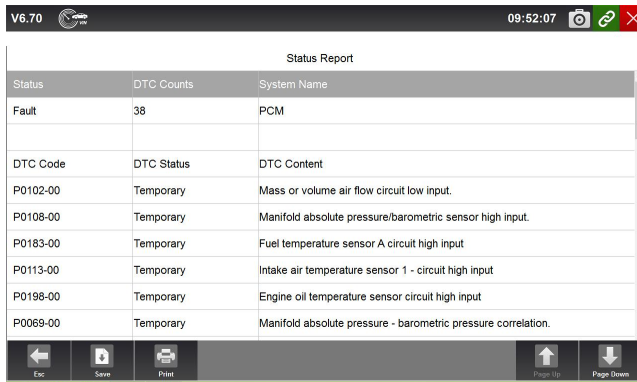 V6.70 VIN 09:52:07
Status Report
Status DTC Counts System Name
Fault 38 PCM
DTC Code DTC Status DTC Content
P0102-00 Temporary Mass or volume air flow circuit low input.
P0108-00 Temporary Manifold absolute pressure/barometric sensor high input.
P0183-00 Temporary Fuel temperature sensor A circuit high input
P0113-00 Temporary Intake air temperature sensor 1 - circuit high input
P0198-00 Temporary Engine oil temperature sensor circuit high input
P0069-00 Temporary Manifold absolute pressure - barometric pressure correlation.
Esc Save Print Page Up Page Down